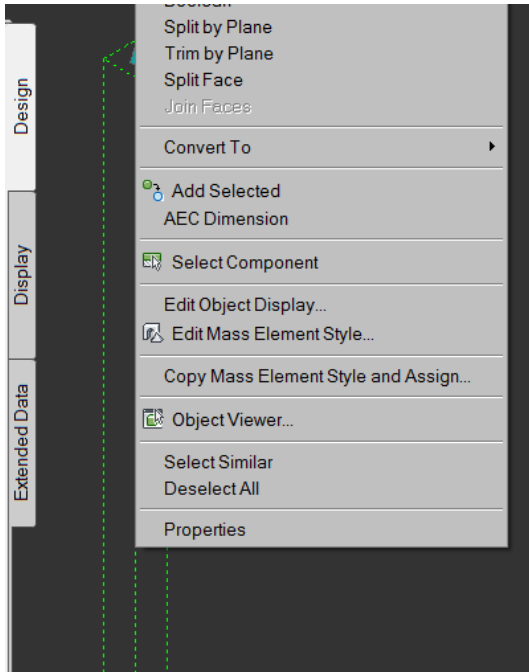 Boolean
Split by Plane
Trim by Plane
Split Face
Join Faces
Convert To
Add Selected
AEC Dimension
Select Component
Edit Object Display...
Edit Mass Element Style...
Copy Mass Element Style and Assign...
Object Viewer...
Select Similar
Deselect All
Properties
Design
Display
Extended Data